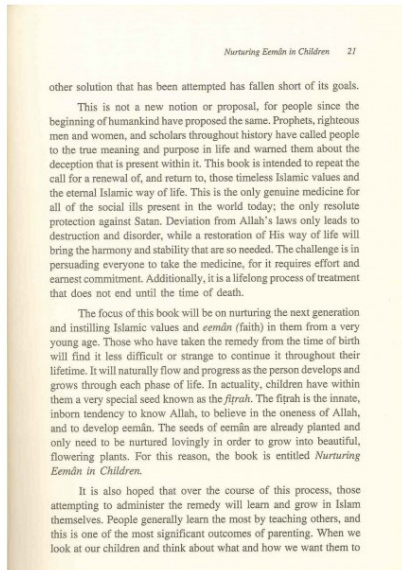 Nurturing Eemân in Children 21
other solution that has been attempted has fallen short of its goals.
This is not a new notion or proposal, for people since the
beginning of humankind have proposed the same. Prophets, righteous
men and women, and scholars throughout history have called people
to the true meaning and purpose in life and warned them about the
deception that is present within it. This book is intended to repeat the
call for a renewal of, and return to, those timeless Islamic values and
the eternal Islamic way of life. This is the only genuine medicine for
all of the social ills present in the world today; the only resolute
protection against Satan. Deviation from Allah's laws only leads to
destruction and disorder, while a restoration of His way of life will
bring the harmony and stability that are so needed. The challenge is in
persuading everyone to take the medicine, for it requires effort and
earnest commitment. Additionally, it is a lifelong process of treatment
that does not end until the time of death.
The focus of this book will be on nurturing the next generation
and instilling Islamic values and eemân (faith) in them from a very
young age. Those who have taken the remedy from the time of birth
will find it less difficult or strange to continue it throughout their
lifetime. It will naturally flow and progress as the person develops and
grows through each phase of life. In actuality, children have within
them a very special seed known as the fiṭrah. The fiṭrah is the innate,
inborn tendency to know Allah, to believe in the oneness of Allah,
and to develop eemân. The seeds of eemân are already planted and
only need to be nurtured lovingly in order to grow into beautiful,
flowering plants. For this reason, the book is entitled Nurturing
Eemân in Children.
It is also hoped that over the course of this process, those
attempting to administer the remedy will learn and grow in Islam
themselves. People generally learn the most by teaching others, and
this is one of the most significant outcomes of parenting. When we
look at our children and think about what and how we want them to